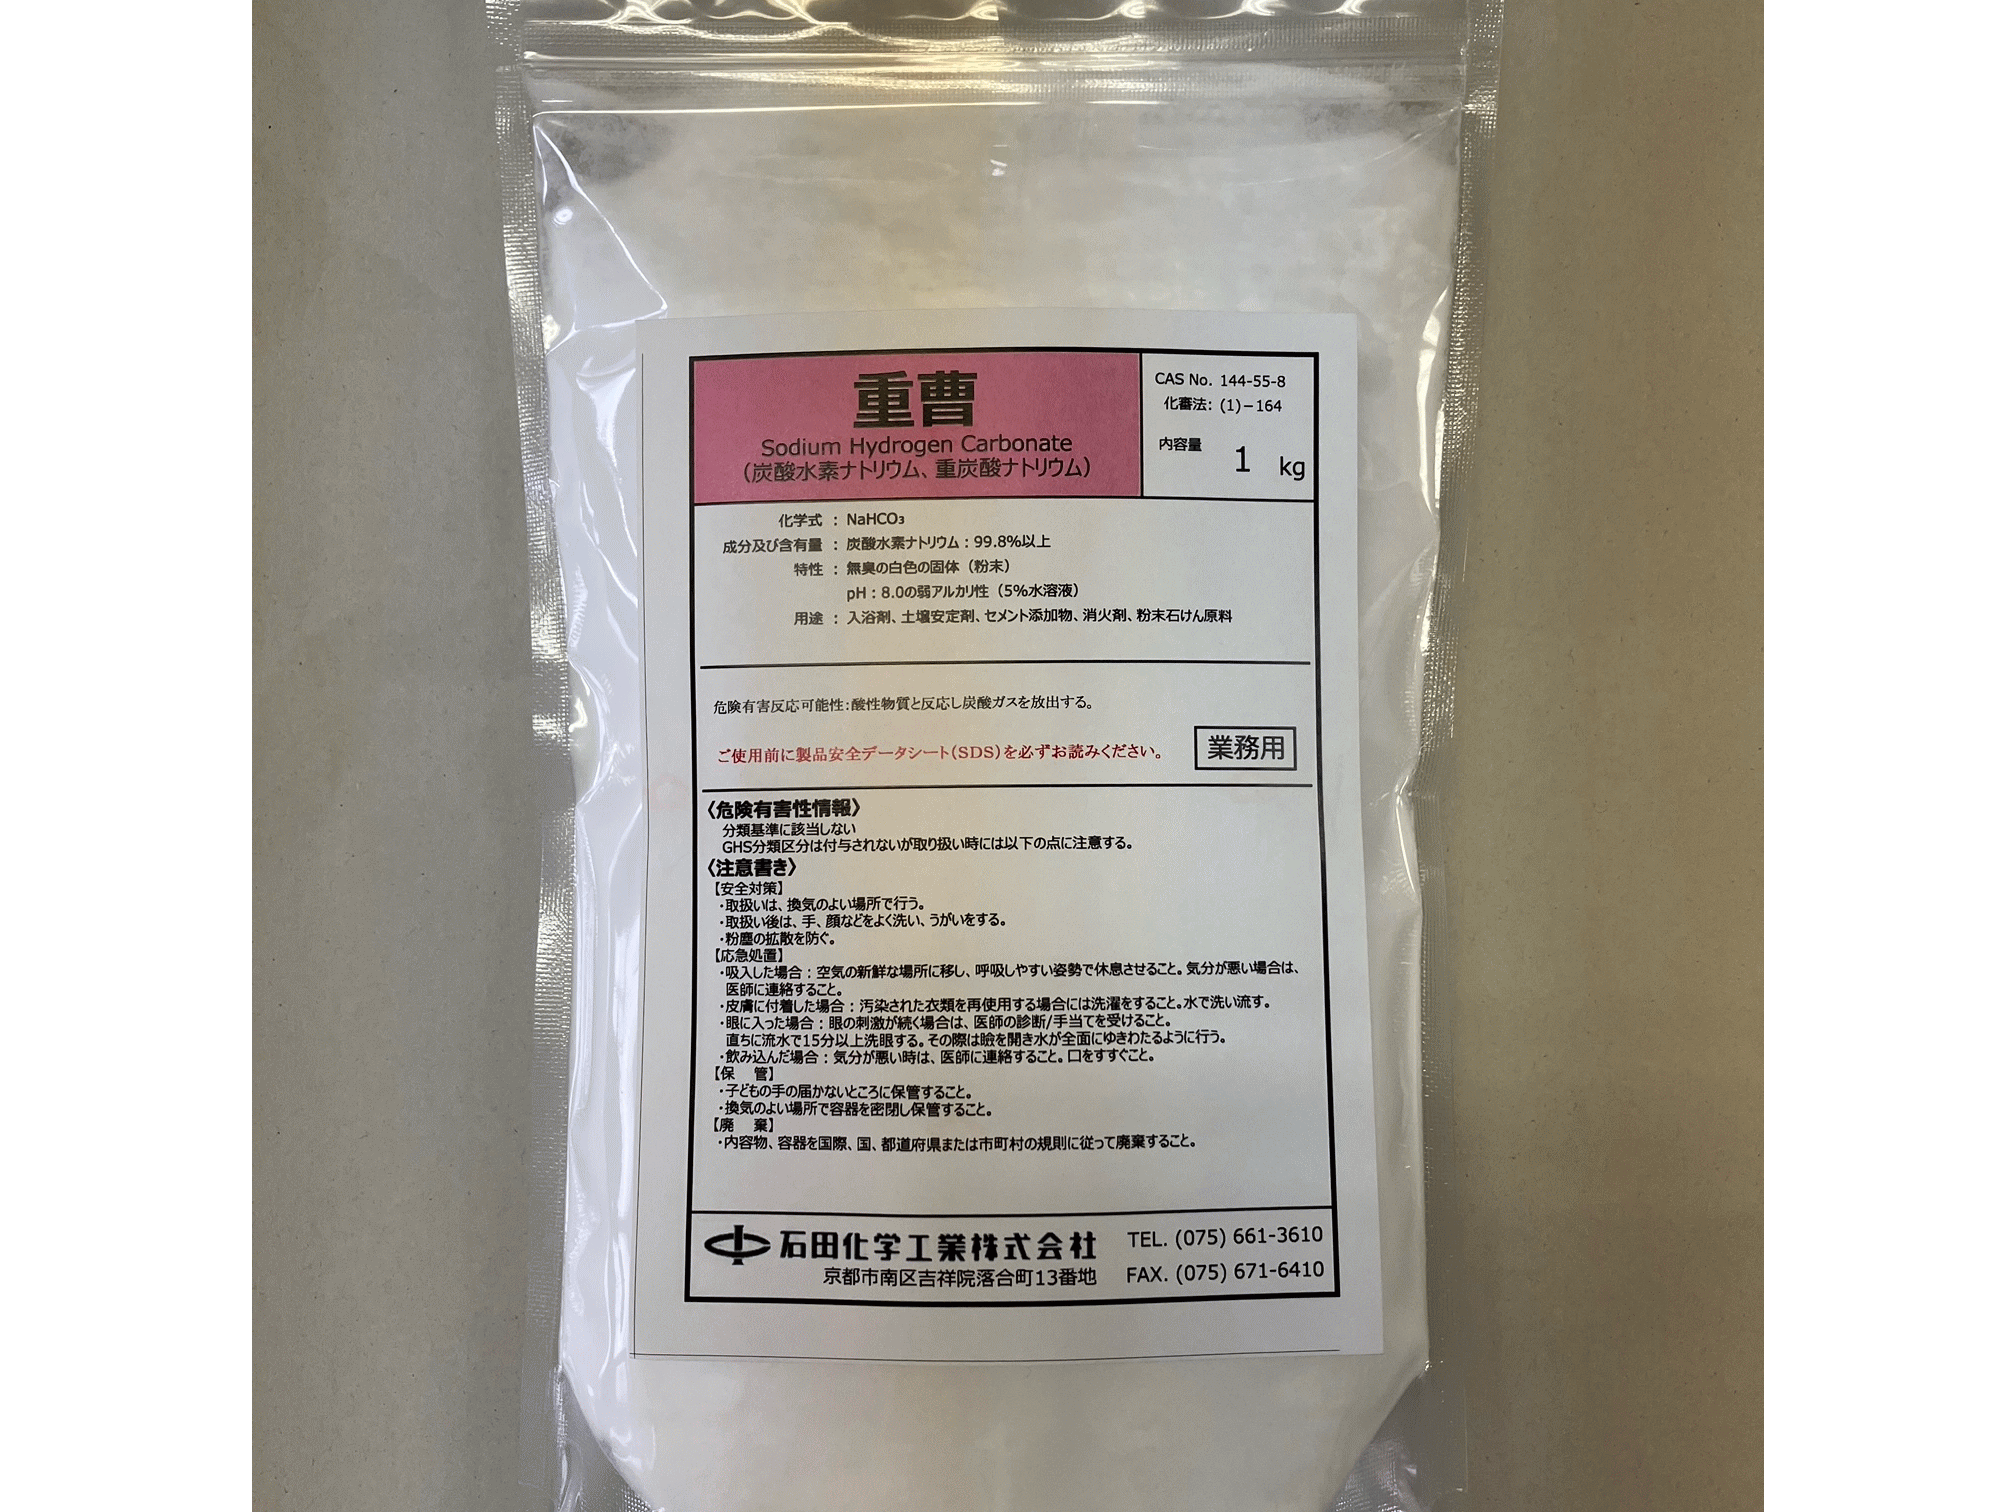 重曹
Sodium Hydrogen Carbonate
(炭酸水素ナトリウム、重炭酸ナトリウム)
CAS No. 144-55-8
化審法: (1)－164
内容量
1 kg
化学式 : NaHCO₃
成分及び含有量 : 炭酸水素ナトリウム : 99.8%以上
特性 : 無臭の白色の固体（粉末）
pH : 8.0の弱アルカリ性（5%水溶液）
用途 : 入浴剤、土壌安定剤、セメント添加物、消火剤、粉末石けん原料
危険有害反応可能性:酸性物質と反応し炭酸ガスを放出する。
ご使用前に製品安全データシート(SDS)を必ずお読みください。
業務用
〈危険有害性情報〉
分類基準に該当しない
GHS分類区分は付与されないが取り扱い時には以下の点に注意する。
〈注意書き〉
【安全対策】
・取扱いは、換気のよい場所で行う。
・取扱い後は、手、顔などをよく洗い、うがいをする。
・粉塵の拡散を防ぐ。
【応急処置】
・吸入した場合 : 空気の新鮮な場所に移し、呼吸しやすい姿勢で休息させること。気分が悪い場合は、
医師に連絡すること。
・皮膚に付着した場合 : 汚染された衣類を再使用する場合には洗濯をすること。水で洗い流す。
・眼に入った場合 : 眼の刺激が続く場合は、医師の診断/手当てを受けること。
直ちに流水で15分以上洗眼する。その際は瞼を開き水が全面にゆきわたるように行う。
・飲み込んだ場合 : 気分が悪い時は、医師に連絡すること。口をすすぐこと。
【保　管】
・子どもの手の届かないところに保管すること。
・換気のよい場所で容器を密閉し保管すること。
【廃　棄】
・内容物、容器を国際、国、都道府県または市町村の規則に従って廃棄すること。
石田化学工業株式会社
京都市南区吉祥院落合町13番地
TEL. (075) 661-3610
FAX. (075) 671-6410